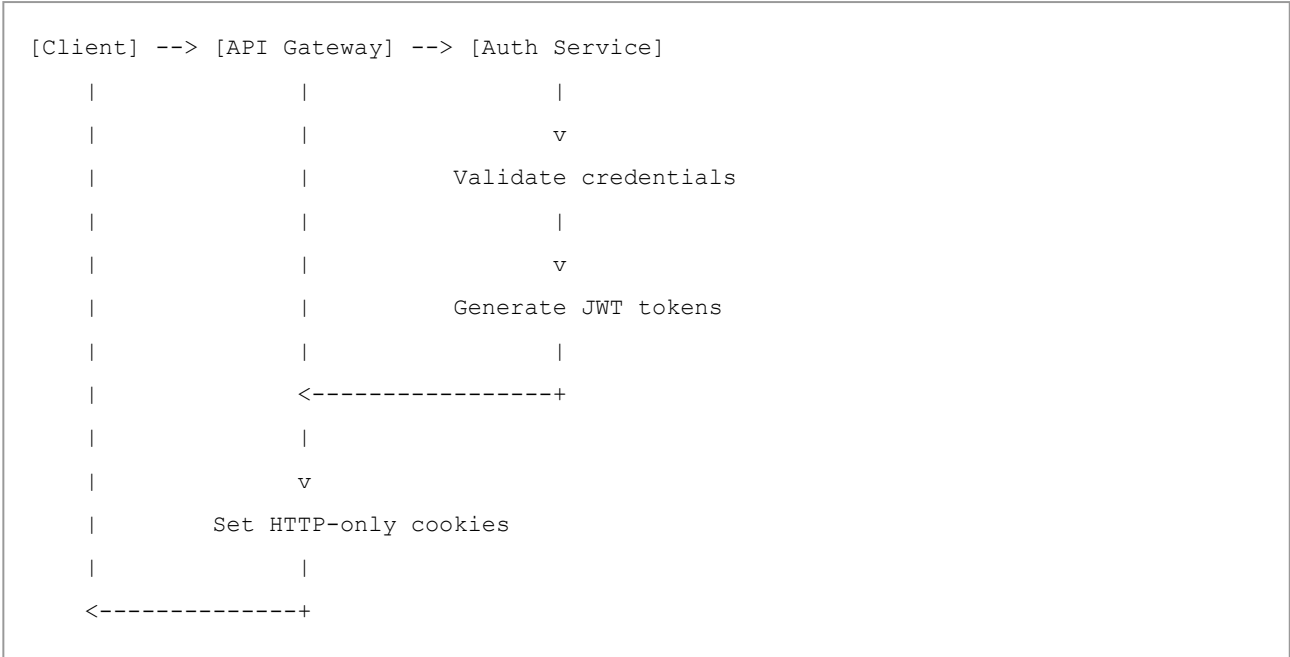 [Client] --> [API Gateway] --> [Auth Service]
    |              |                 |
    |              |                 v
    |              |          Validate credentials
    |              |                 |
    |              |                 v
    |              |          Generate JWT tokens
    |              |                 |
    |              <-----------------+
    |              |
    |              v
    |        Set HTTP-only cookies
    |              |
    <--------------+